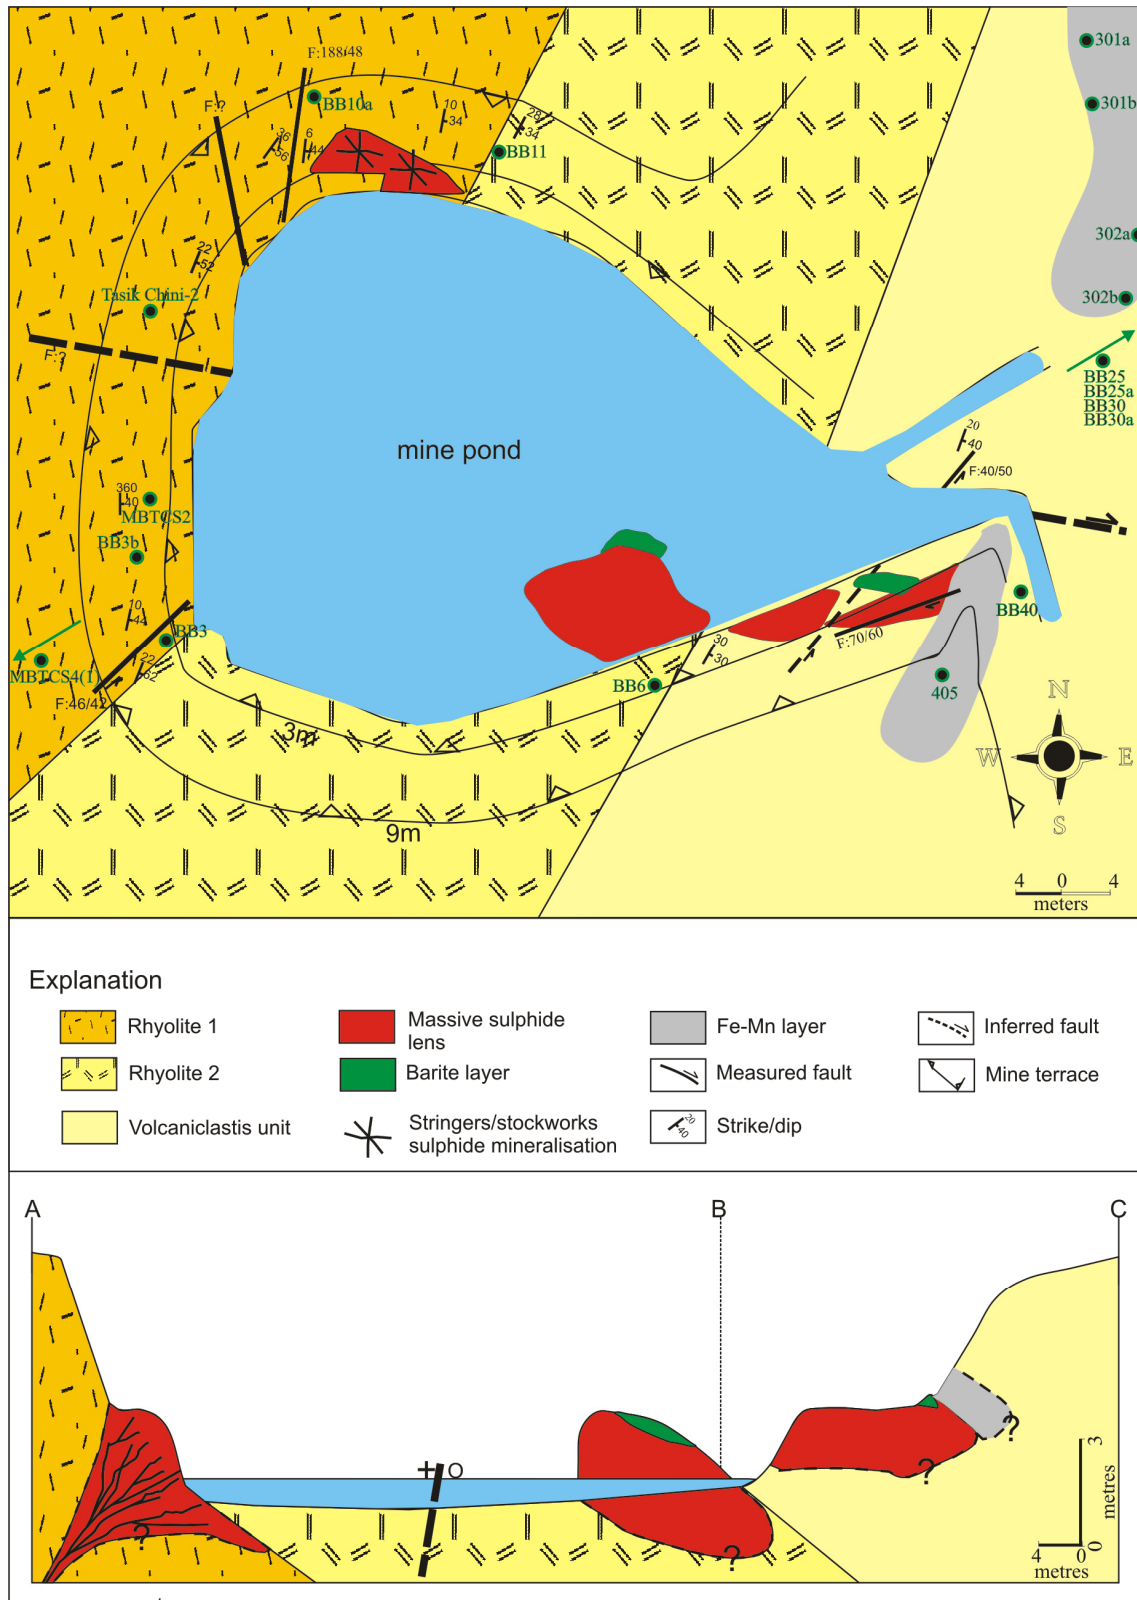 301a
F:188/48
301b
BB10a
F:?
10
34
28
34
36
56
6
44
BB11
302a
22
52
Tasik Chini-2
302b
F:?
BB25
BB25a
BB30
BB30a
mine pond
20
40
F:40/50
360
40
MBTCS2
BB3b
BB40
10
44
BB3
F:70/60
30
30
22
62
MBTCS4(1)
BB6
405
F:46/42
N
3m
W
E
S
9m
4 0 4
meters
Explanation
Rhyolite 1
Massive sulphide
lens
Fe-Mn layer
Inferred fault
Rhyolite 2
Barite layer
Measured fault
Mine terrace
Volcaniclastis unit
Stringers/stockworks
sulphide mineralisation
20
40
Strike/dip
A
B
C
?
3
+
O
?
metres
?
?
0
4 0
metres